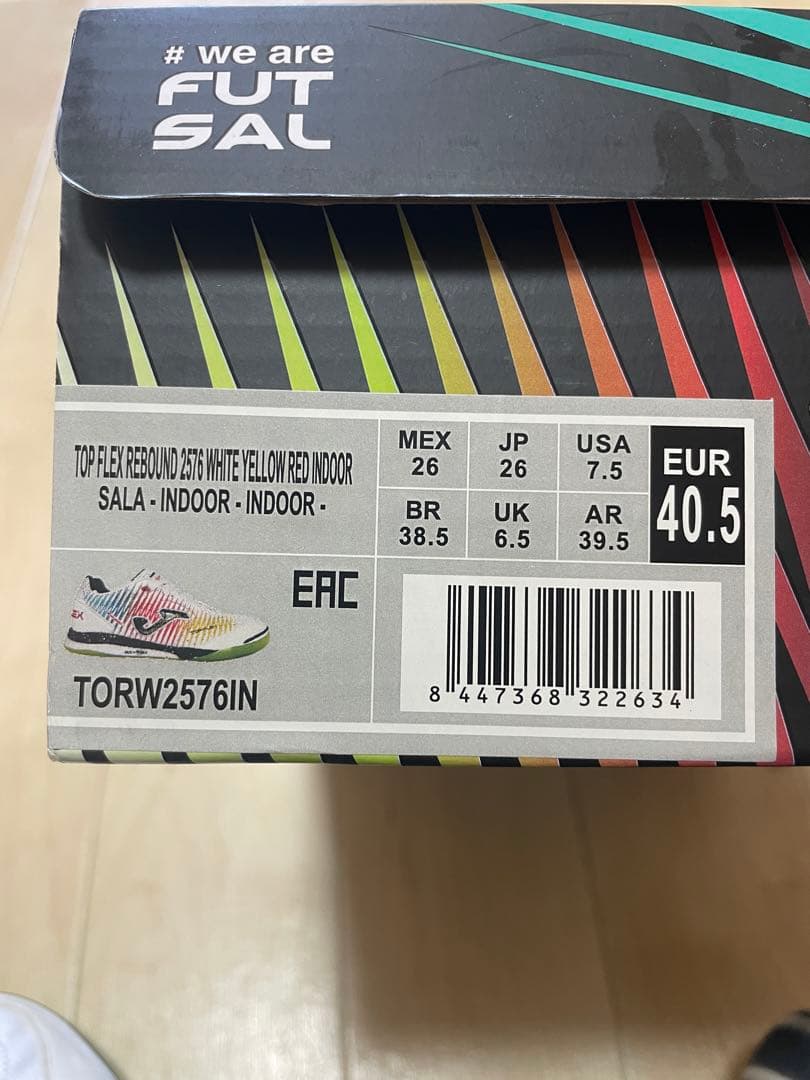 # we are
FUT
SAL
TOP FLEX REBOUND 2576 WHITE YELLOW RED INDOOR
SALA - INDOOR - INDOOR -
MEX
26
JP
26
USA
7.5
BR
38.5
UK
6.5
AR
39.5
EUR
40.5
EAC
TORW2576IN
8 447368 322634